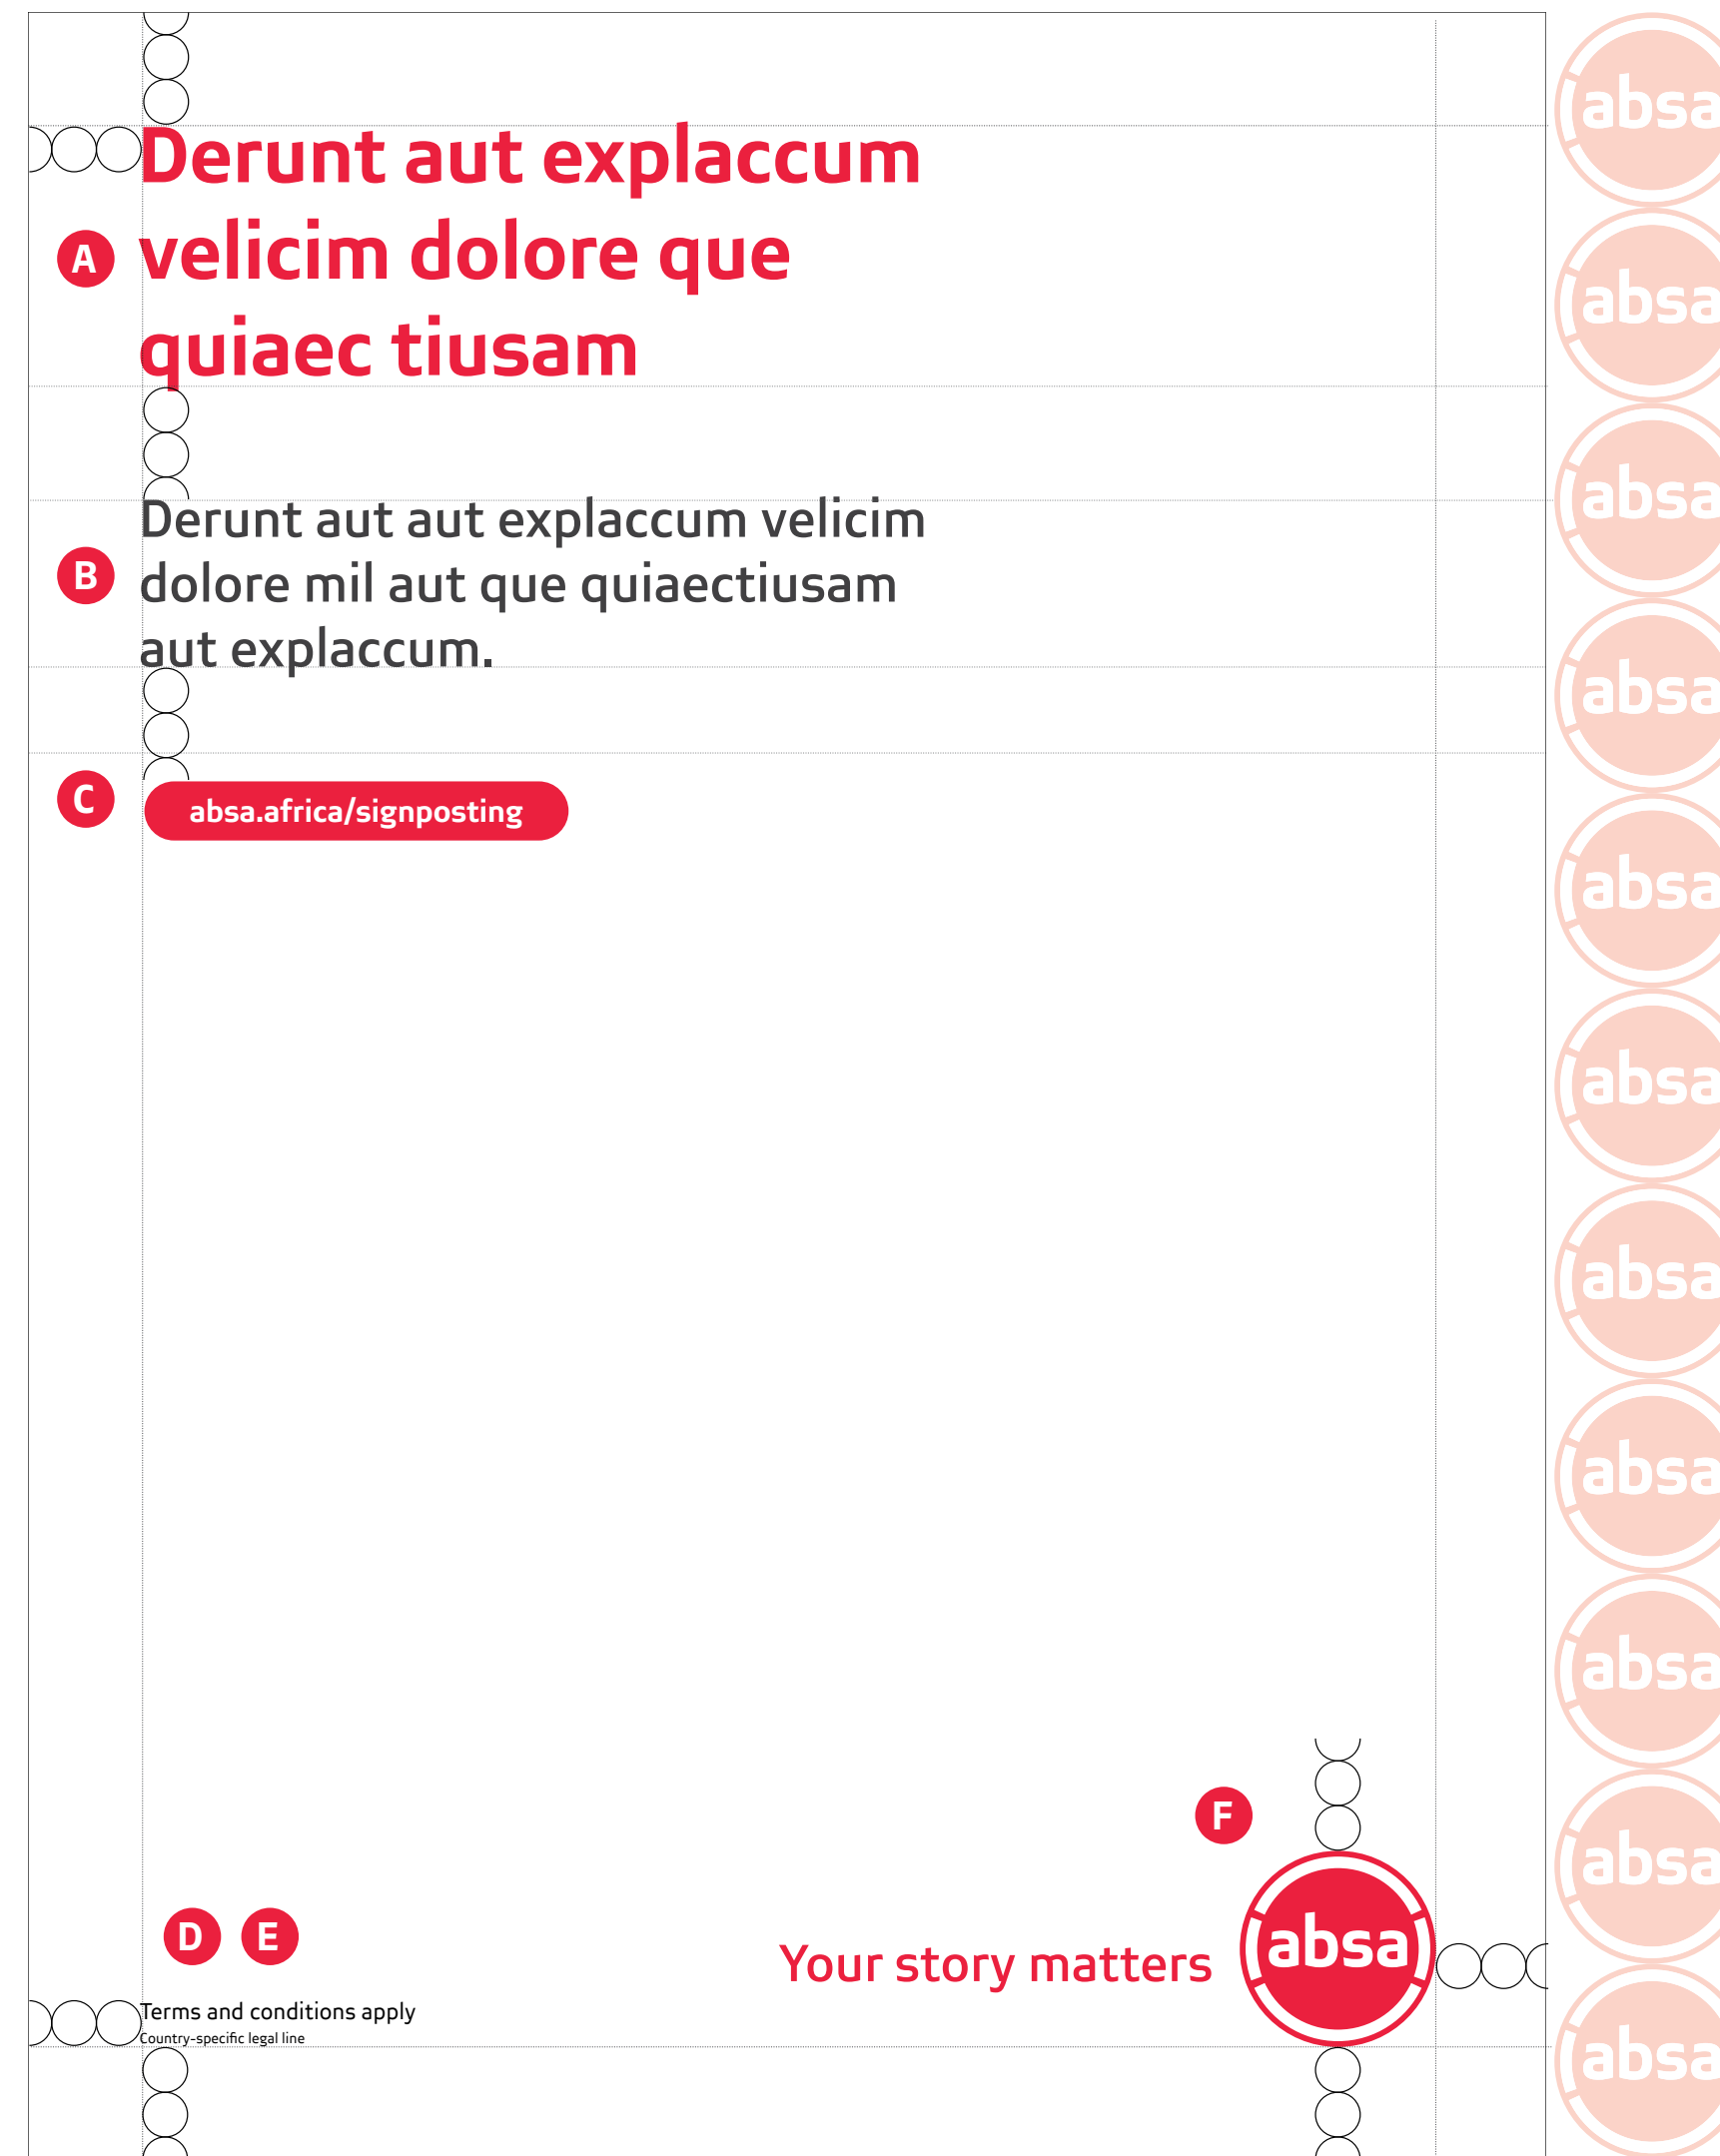 Derunt aut explaccum
A velicim dolore que
quiaec tiusam
Derunt aut aut explaccum velicim
B dolore mil aut que quiaectiusam
aut explaccum.
C absa.africa/signposting
F
D E
Your story matters absa
Terms and conditions apply
Country-specific legal line
absa
absa
absa
absa
absa
absa
absa
absa
absa
absa
absa